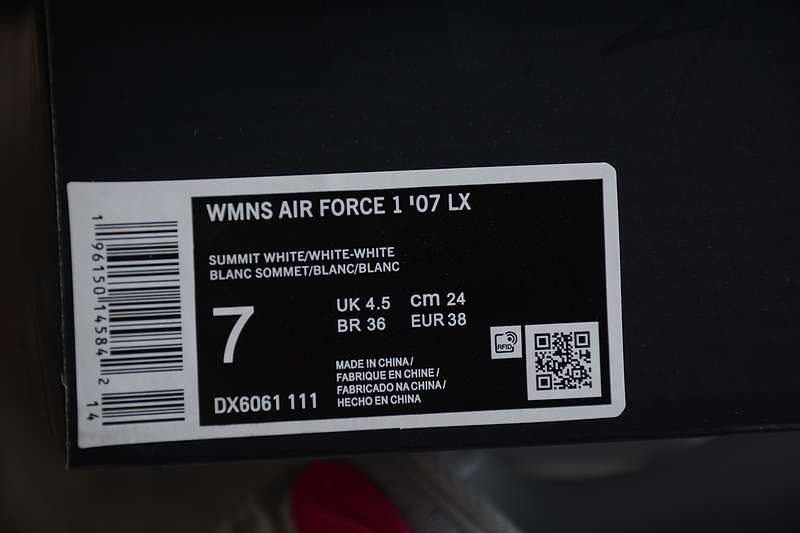 WMNS AIR FORCE 1 '07 LX
SUMMIT WHITE/WHITE-WHITE
BLANC SOMMET/BLANC/BLANC
7
UK 4.5 cm 24
BR 36 EUR 38
MADE IN CHINA/
FABRIQUE EN CHINE /
FABRICADO NA CHINA/
HECHO EN CHINA
DX6061 111
RFID
1 96150 14584 2
14